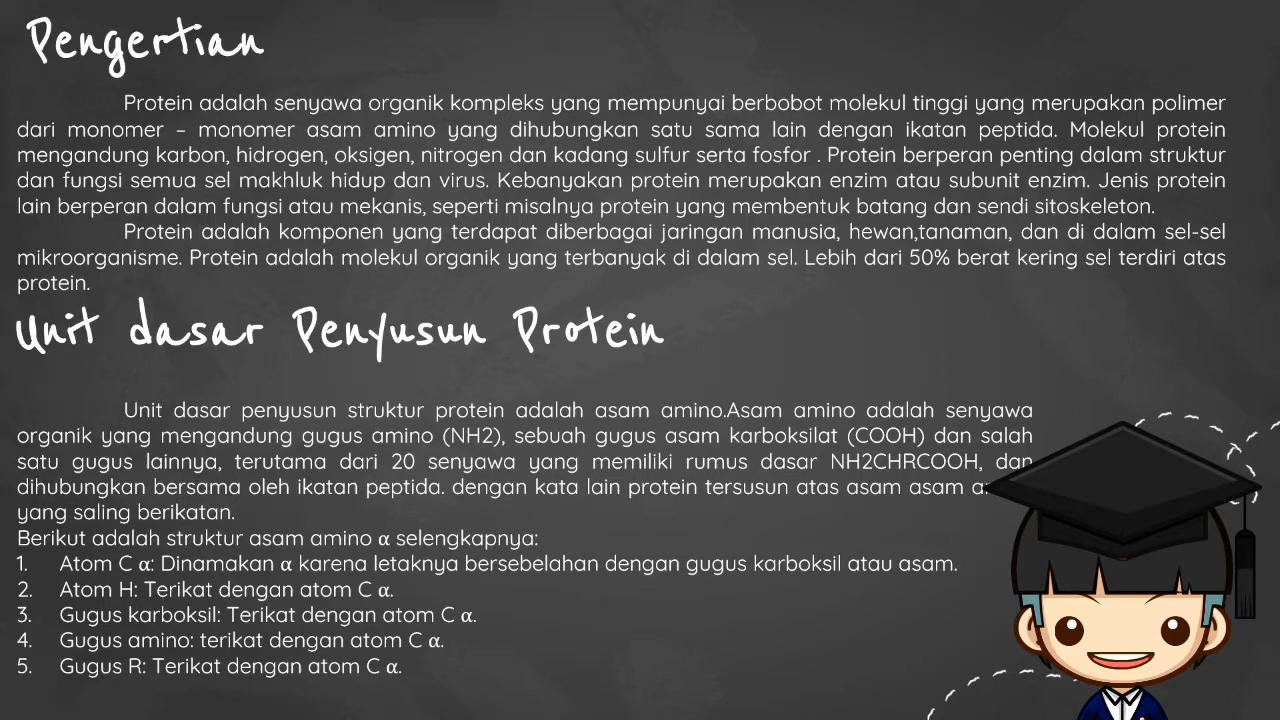 Pengertian
Protein adalah senyawa organik kompleks yang mempunyai berbobot molekul tinggi yang merupakan polimer
dari monomer – monomer asam amino yang dihubungkan satu sama lain dengan ikatan peptida. Molekul protein
mengandung karbon, hidrogen, oksigen, nitrogen dan kadang sulfur serta fosfor . Protein berperan penting dalam struktur
dan fungsi semua sel makhluk hidup dan virus. Kebanyakan protein merupakan enzim atau subunit enzim. Jenis protein
lain berperan dalam fungsi atau mekanis, seperti misalnya protein yang membentuk batang dan sendi sitoskeleton.
Protein adalah komponen yang terdapat diberbagai jaringan manusia, hewan,tanaman, dan di dalam sel-sel
mikroorganisme. Protein adalah molekul organik yang terbanyak di dalam sel. Lebih dari 50% berat kering sel terdiri atas
protein.
Unit dasar Penyusun Protein
Unit dasar penyusun struktur protein adalah asam amino.Asam amino adalah senyawa
organik yang mengandung gugus amino (NH2), sebuah gugus asam karboksilat (COOH) dan salah
satu gugus lainnya, terutama dari 20 senyawa yang memiliki rumus dasar NH2CHRCOOH, dan
dihubungkan bersama oleh ikatan peptida. dengan kata lain protein tersusun atas asam asam
yang saling berikatan.
Berikut adalah struktur asam amino α selengkapnya:
1. Atom C α: Dinamakan α karena letaknya bersebelahan dengan gugus karboksil atau asam.
2. Atom H: Terikat dengan atom C α.
3. Gugus karboksil: Terikat dengan atom C α.
4. Gugus amino: terikat dengan atom C α.
5. Gugus R: Terikat dengan atom C α.